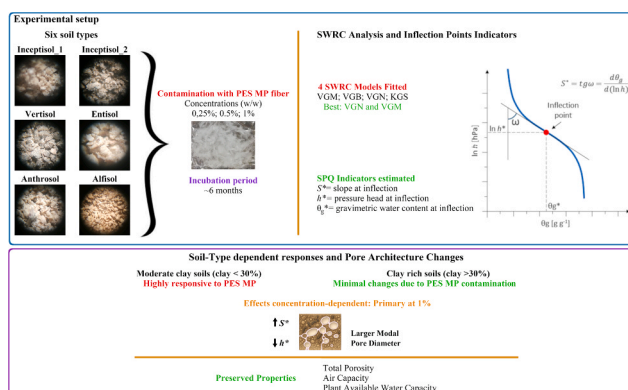 Experimental setup
Six soil types
Inceptisol_1 Inceptisol_2
Vertisol Entisol
Anthrosol Alfisol
Contamination with PES MP fiber
Concentrations (w/w)
0,25%; 0.5%; 1%
Incubation period
~6 months
SWRC Analysis and Inflection Points Indicators
4 SWRC Models Fitted
VGM; VGB; VGN; KGS
Best: VGN and VGM
SPQ Indicators estimated
S*= slope at inflection
h*= pressure head at inflection
θg*= gravimetric water content at inflection
S* = tgω = dθg / d(ln h)
Inflection
point
ω
ln h*
ln h [hPa]
θg*
θg [g g-1]
Soil-Type dependent responses and Pore Architecture Changes
Moderate clay soils (clay < 30%)
Highly responsive to PES MP
Clay rich soils (clay >30%)
Minimal changes due to PES MP contamination
Effects concentration-dependent: Primary at 1%
↑ S*
↓ h*
Larger Modal
Pore Diameter
Preserved Properties
Total Porosity
Air Capacity
Plant Available Water Capacity